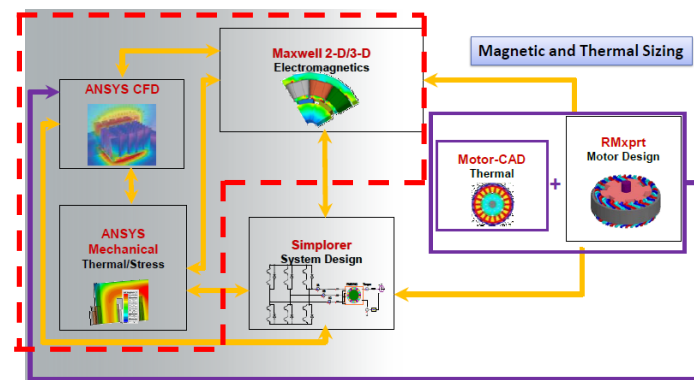 Magnetic and Thermal Sizing
Maxwell 2-D/3-D
Electromagnetics
ANSYS CFD
Motor-CAD
Thermal
+
RMxprt
Motor Design
ANSYS
Mechanical
Thermal/Stress
Simplorer
System Design